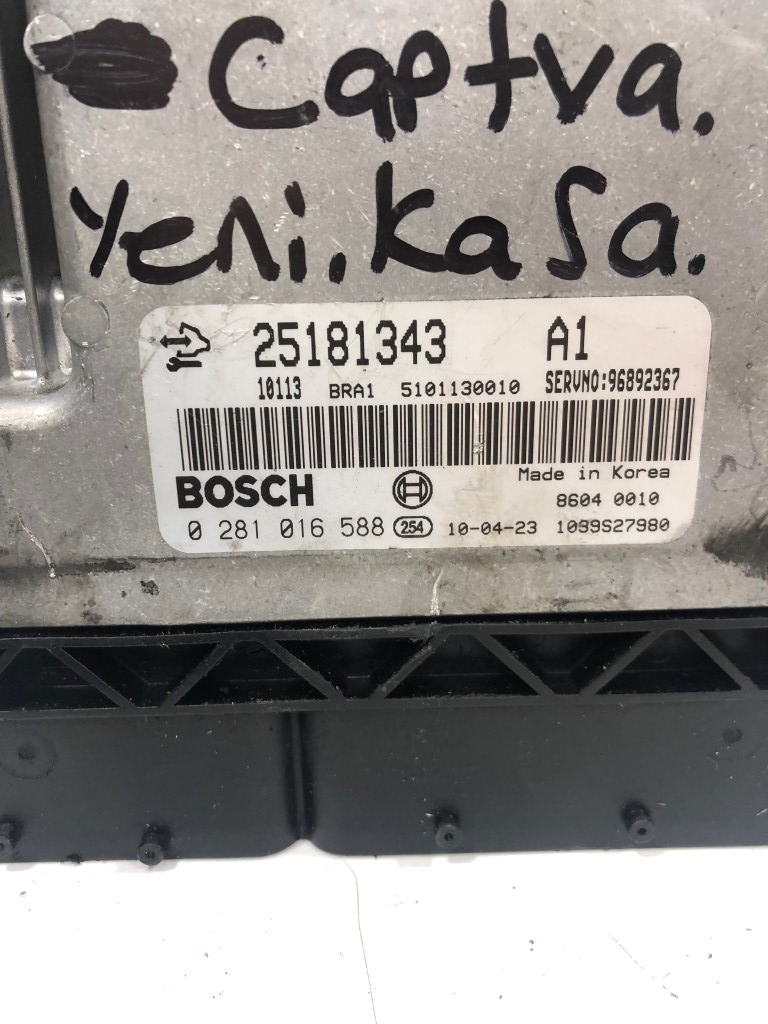 Captva.
Yeni.Kasa.
25181343 A1
10113 BRA1 5101130010 SERVNO:96892367
BOSCH Made in Korea
8604 0010
0 281 016 588 254 10-04-23 1039S27980